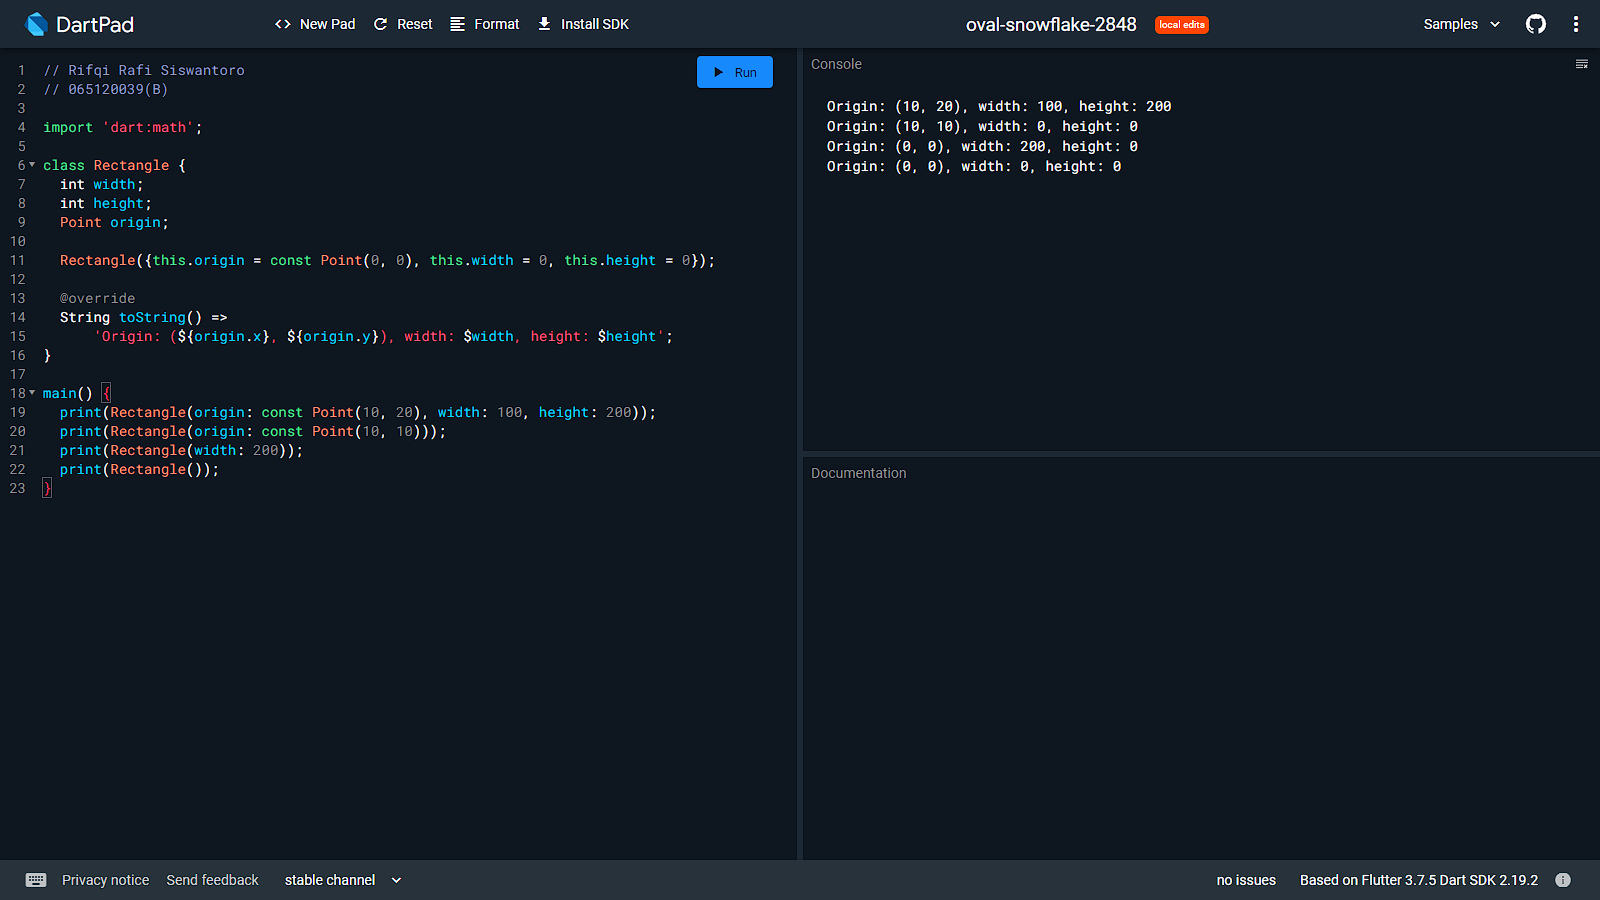 DartPad
New Pad Reset Format Install SDK
oval-snowflake-2848 local edits
Samples
1 // Rifqi Rafi Siswantoro
2 // 065120039(B)
3
4 import 'dart:math';
5
6 class Rectangle {
7 int width;
8 int height;
9 Point origin;
10
11 Rectangle({this.origin = const Point(0, 0), this.width = 0, this.height = 0});
12
13 @override
14 String toString() =>
15 'Origin: (${origin.x}, ${origin.y}), width: $width, height: $height';
16 }
17
18 main() {
19 print(Rectangle(origin: const Point(10, 20), width: 100, height: 200));
20 print(Rectangle(origin: const Point(10, 10)));
21 print(Rectangle(width: 200));
22 print(Rectangle());
23 }
Run
Console
Origin: (10, 20), width: 100, height: 200
Origin: (10, 10), width: 0, height: 0
Origin: (0, 0), width: 200, height: 0
Origin: (0, 0), width: 0, height: 0
Documentation
Privacy notice Send feedback stable channel
no issues Based on Flutter 3.7.5 Dart SDK 2.19.2